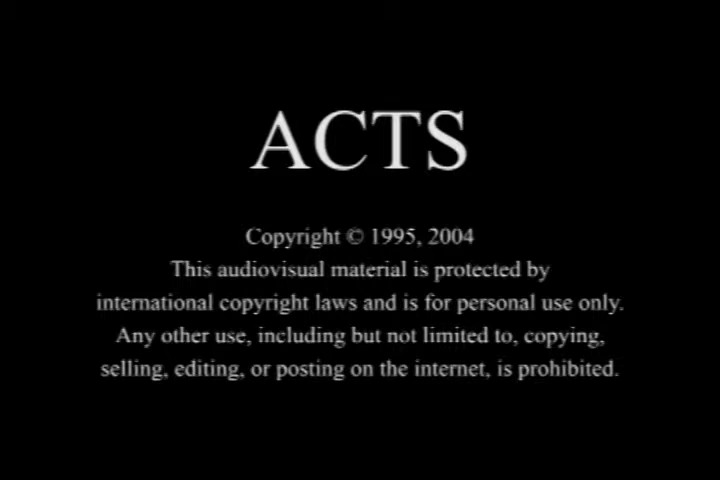 ACTS
Copyright © 1995, 2004
This audiovisual material is protected by
international copyright laws and is for personal use only.
Any other use, including but not limited to, copying,
selling, editing, or posting on the internet, is prohibited.